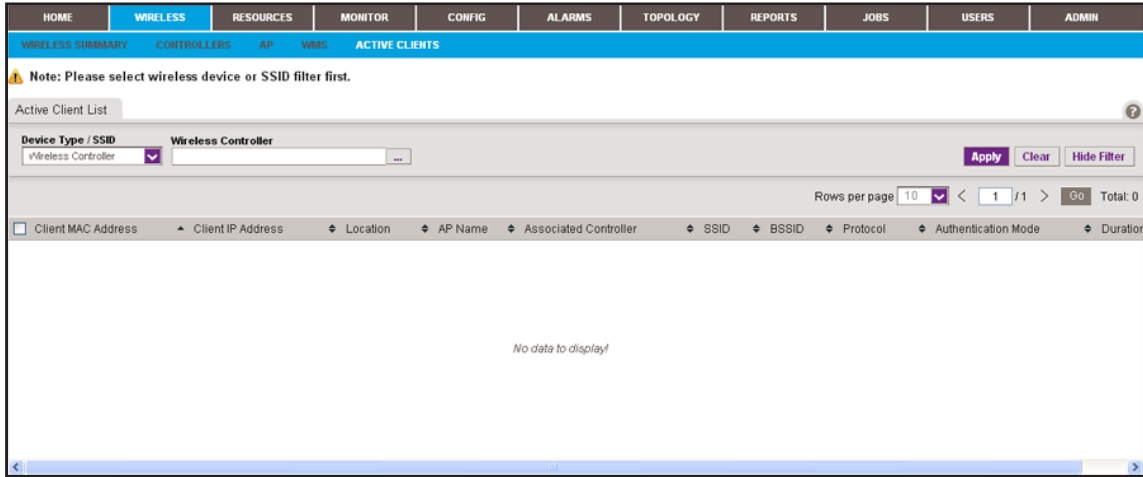 HOME WIRELESS RESOURCES MONITOR CONFIG ALARMS TOPOLOGY REPORTS JOBS USERS ADMIN
WIRELESS SUMMARY CONTROLLERS AP WMS ACTIVE CLIENTS
Note: Please select wireless device or SSID filter first.
Active Client List
Device Type / SSID Wireless Controller
Wireless Controller ... Apply Clear Hide Filter
Rows per page 10 < 1 /1 > Go Total: 0
Client MAC Address Client IP Address Location AP Name Associated Controller SSID BSSID Protocol Authentication Mode Duration
No data to display!